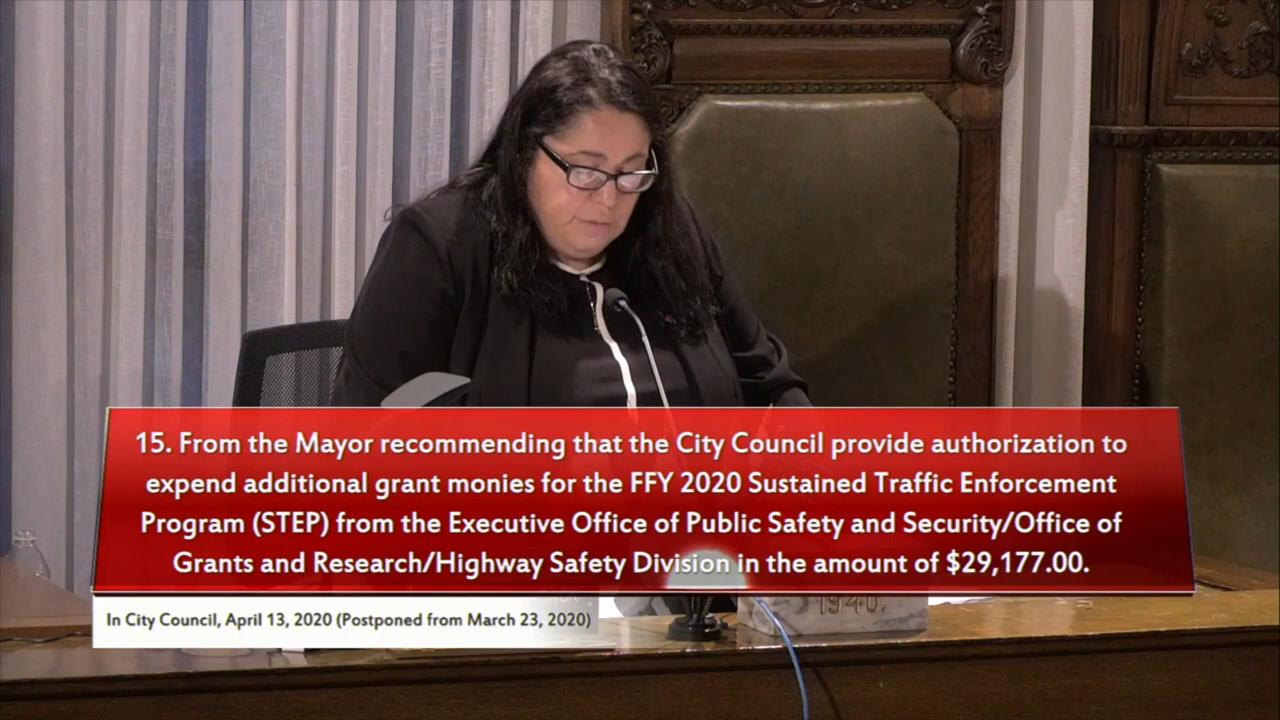 15. From the Mayor recommending that the City Council provide authorization to
expend additional grant monies for the FFY 2020 Sustained Traffic Enforcement
Program (STEP) from the Executive Office of Public Safety and Security/Office of
Grants and Research/Highway Safety Division in the amount of $29,177.00.
In City Council, April 13, 2020 (Postponed from March 23, 2020)
1940.